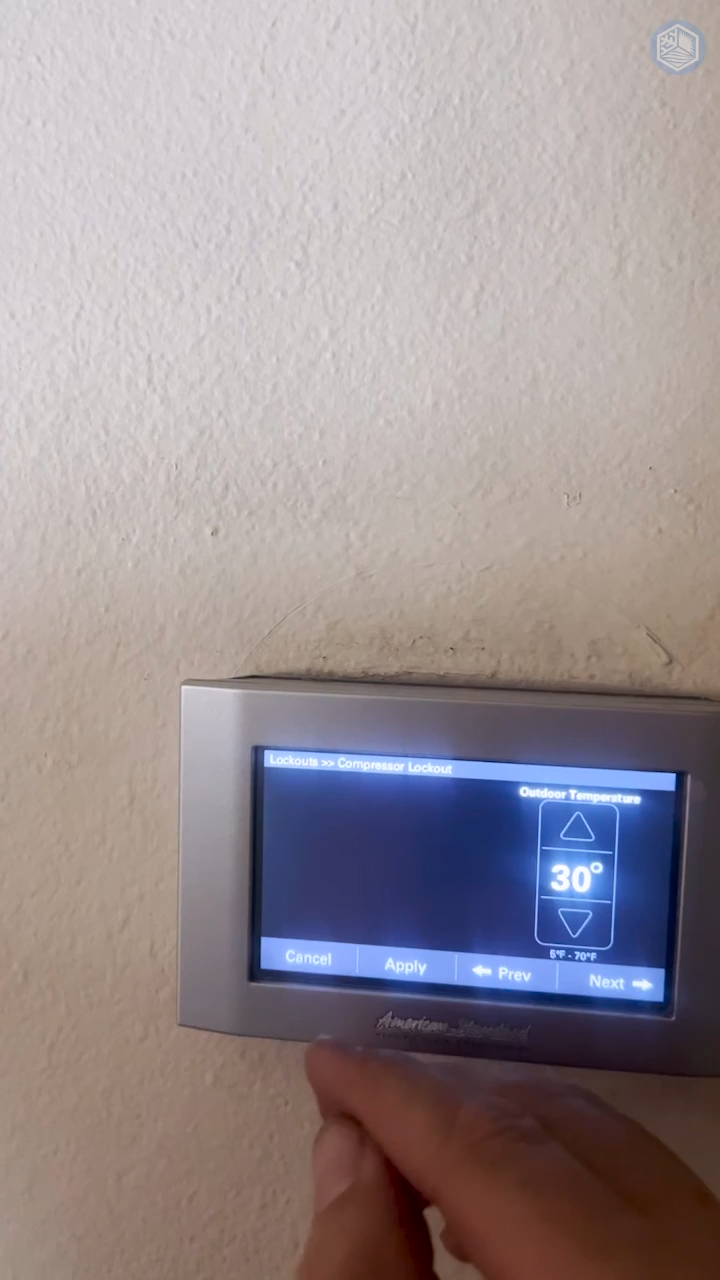 Lockouts >> Compressor Lockout
Outdoor Temperature
30°
5°F - 70°F
Cancel
Apply
Prev
Next
American Standard